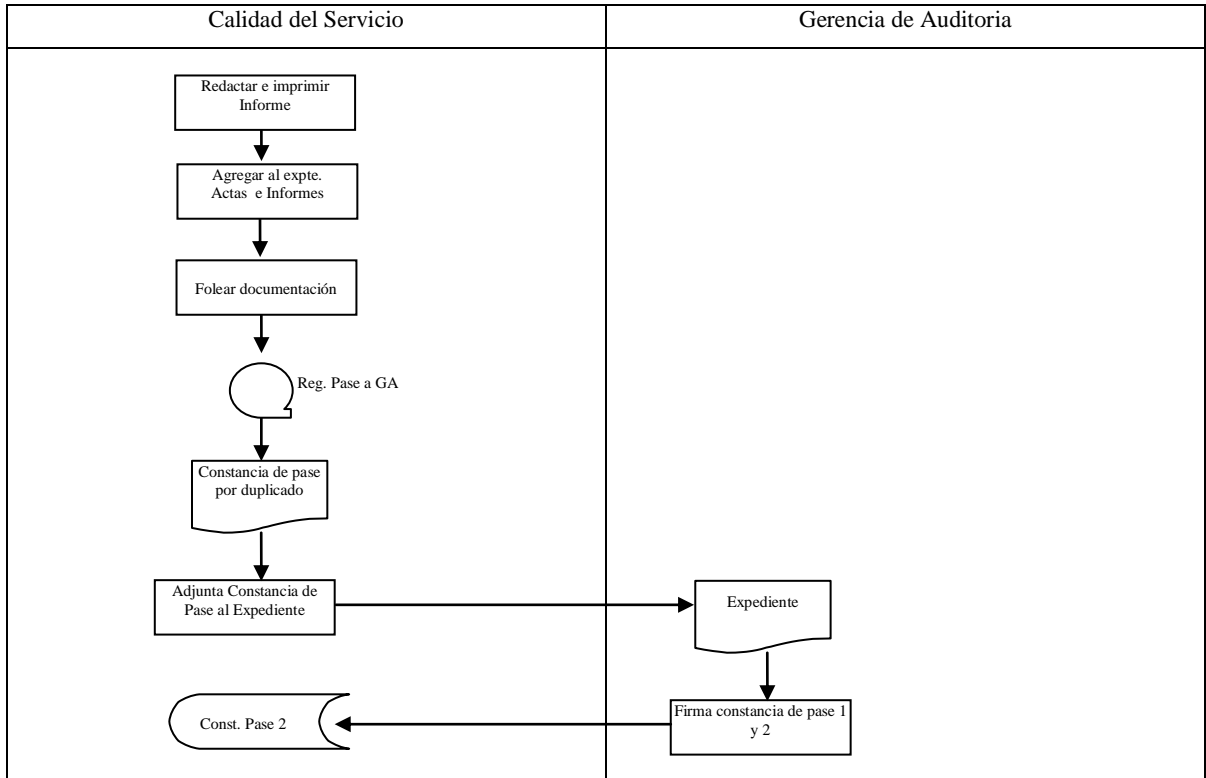 Calidad del Servicio
Gerencia de Auditoria
Redactar e imprimir
Informe
Agregar al expte.
Actas e Informes
Folear documentación
Reg. Pase a GA
Constancia de pase
por duplicado
Adjunta Constancia de
Pase al Expediente
Expediente
Firma constancia de pase 1
y 2
Const. Pase 2